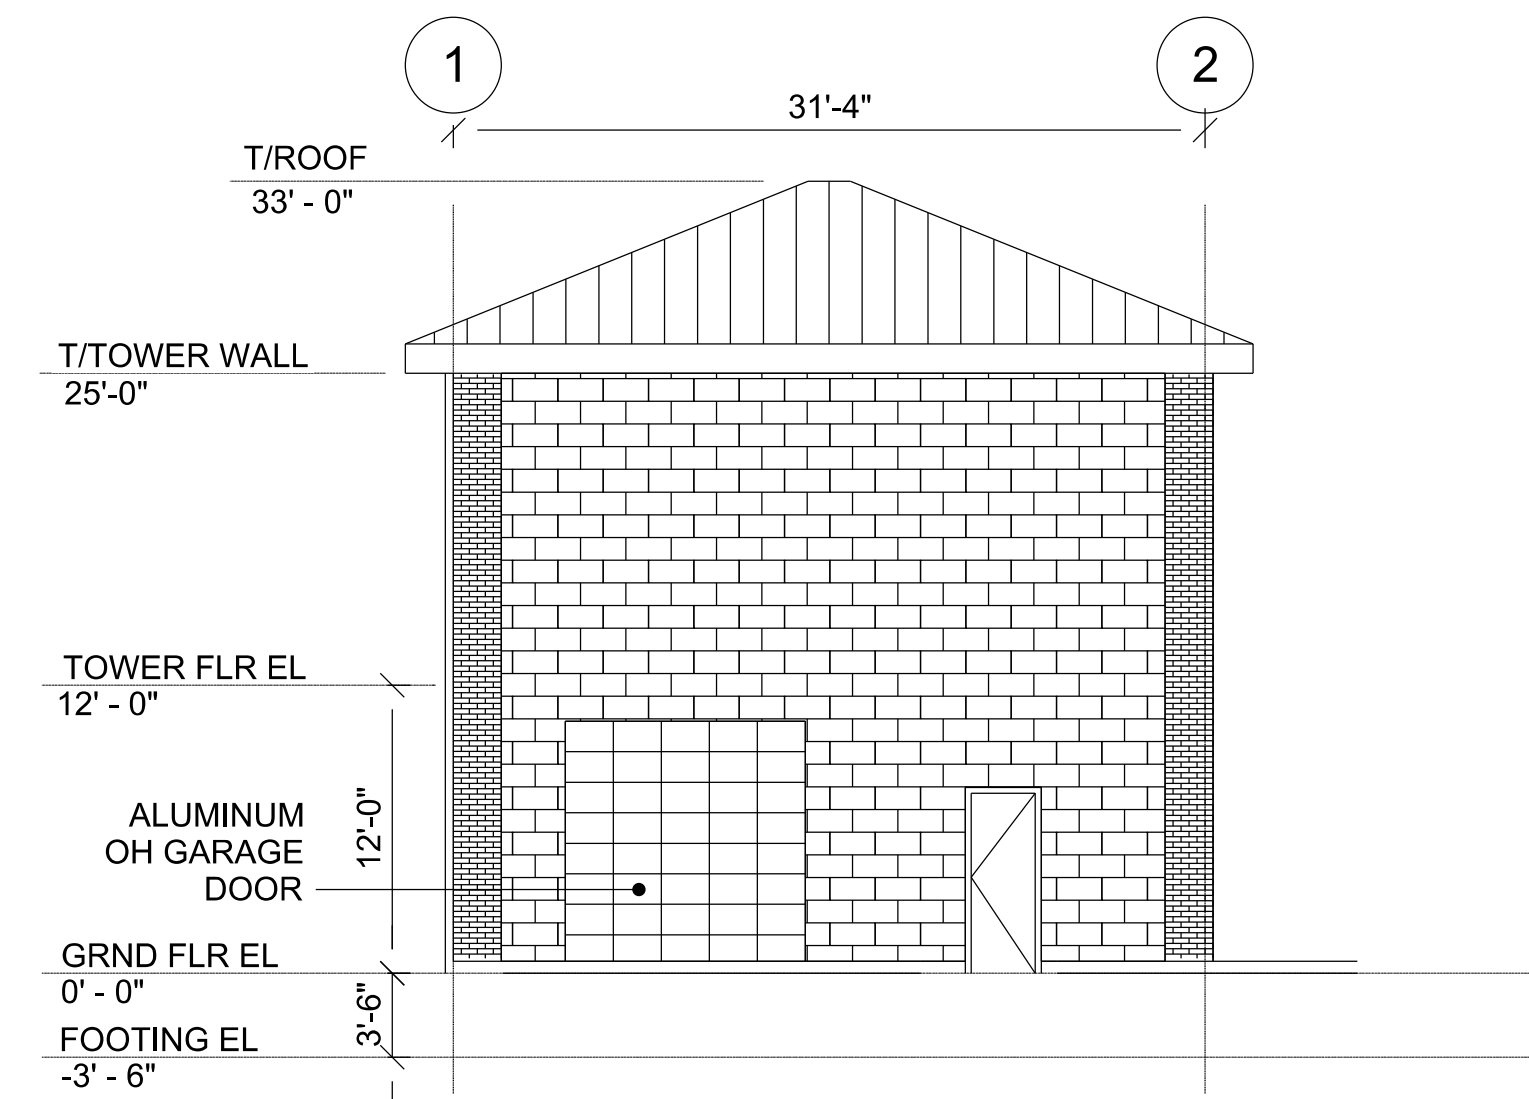 1
2
31'-4"
T/ROOF
33' - 0"
T/TOWER WALL
25'-0"
TOWER FLR EL
12' - 0"
ALUMINUM
OH GARAGE
DOOR
12'-0"
GRND FLR EL
0' - 0"
3'-6"
FOOTING EL
-3' - 6"